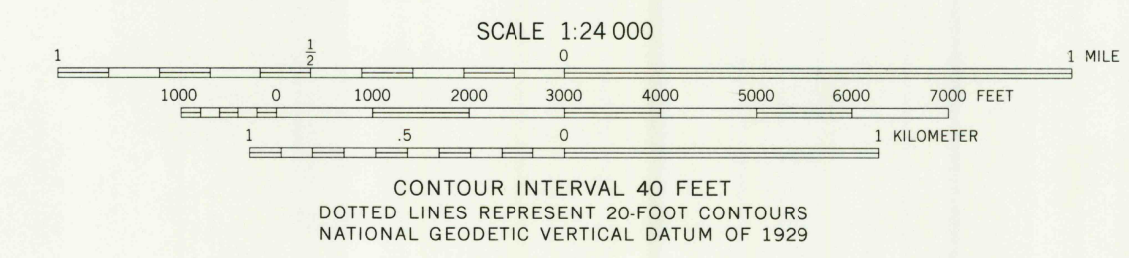 SCALE 1:24 000
1 1/2 0 1 MILE
1000 0 1000 2000 3000 4000 5000 6000 7000 FEET
1 .5 0 1 KILOMETER
CONTOUR INTERVAL 40 FEET
DOTTED LINES REPRESENT 20-FOOT CONTOURS
NATIONAL GEODETIC VERTICAL DATUM OF 1929